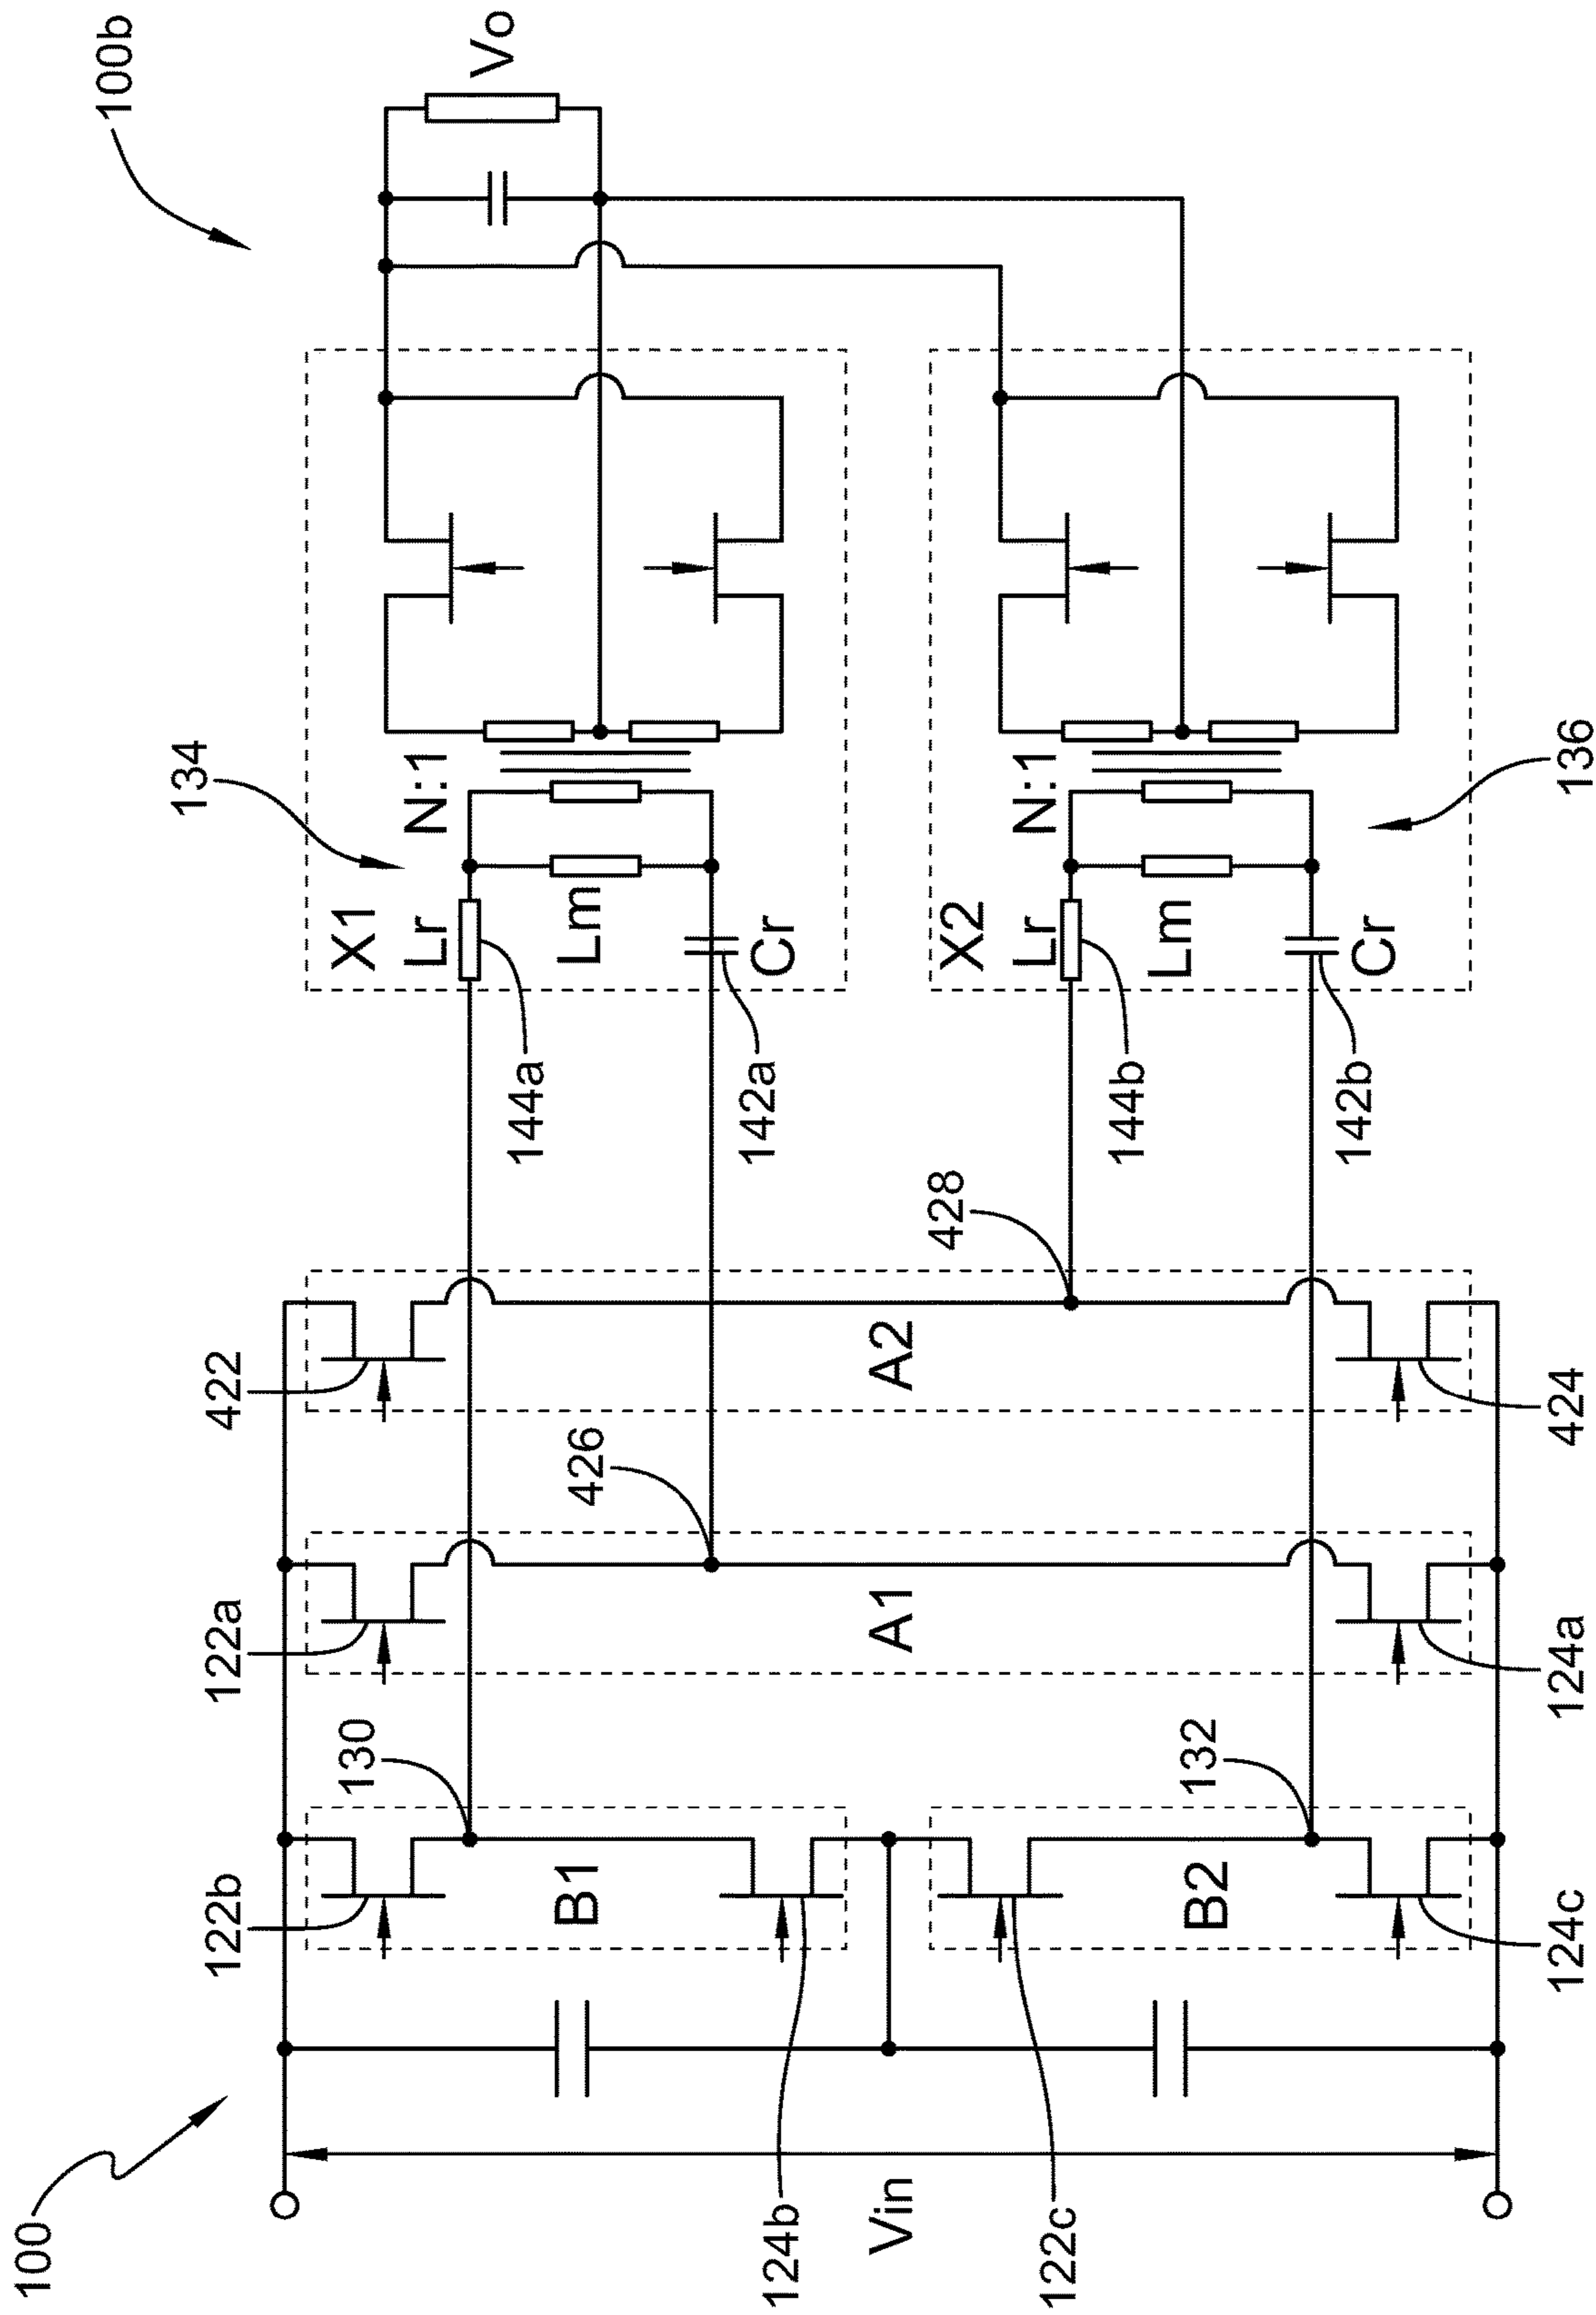 100
100b
Vin
122b
B1
124b
130
122c
B2
124c
132
122a
A1
124a
426
422
A2
424
428
144a
142a
144b
142b
134
X1
Lr
Lm
Cr
N:1
X2
Lr
Lm
Cr
N:1
136
Vo